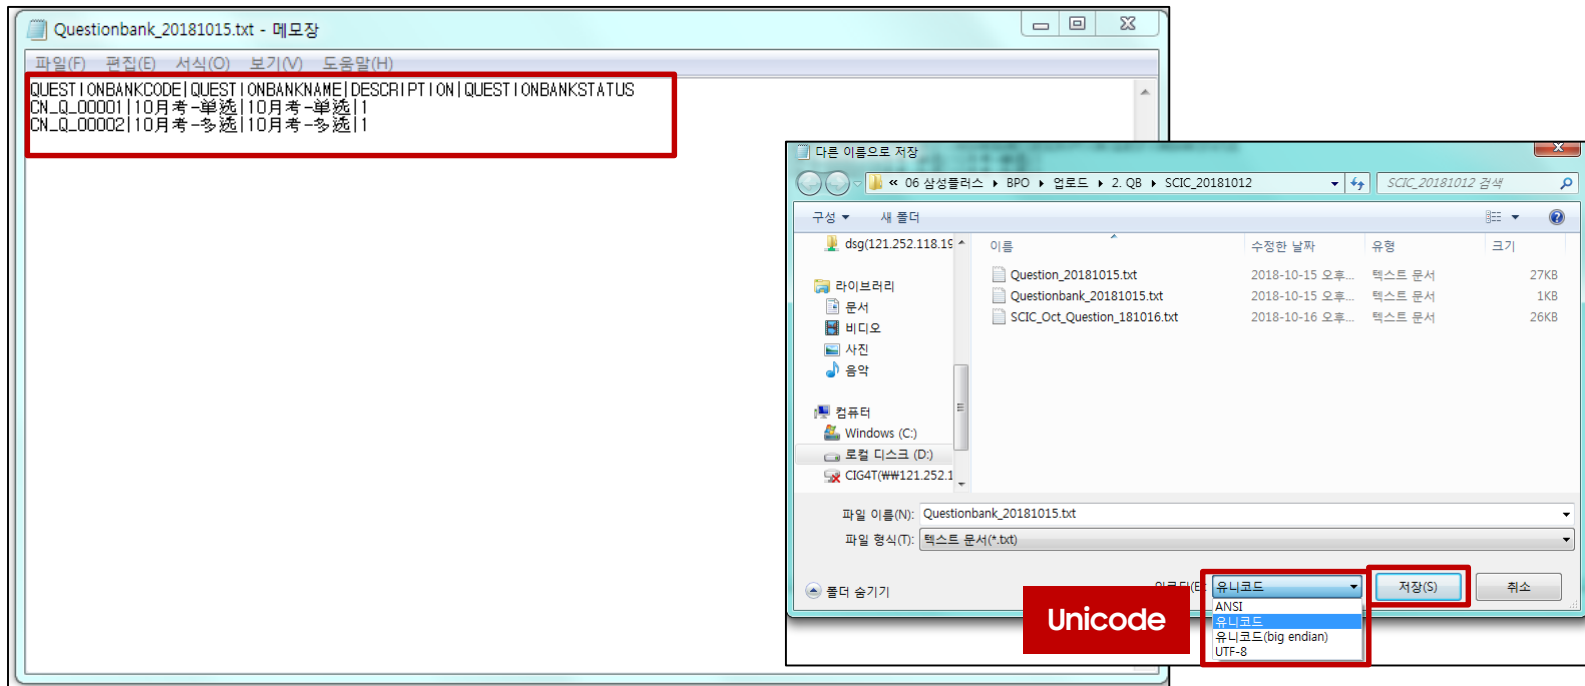 Questionbank_20181015.txt - 메모장
파일(F) 편집(E) 서식(O) 보기(V) 도움말(H)
QUESTIONBANKCODE|QUESTIONBANKNAME|DESCRIPTION|QUESTIONBANKSTATUS
CN_Q_00001|10月考-单选|10月考-单选|1
CN_Q_00002|10月考-多选|10月考-多选|1
다른 이름으로 저장
« 06 삼성플러스 ▸ BPO ▸ 업로드 ▸ 2. QB ▸ SCIC_20181012
SCIC_20181012 검색
구성 새 폴더
dsg(121.252.118.19
라이브러리
문서
비디오
사진
음악
컴퓨터
Windows (C:)
로컬 디스크 (D:)
CIG4T(₩₩121.252.1
이름 수정한 날짜 유형 크기
Question_20181015.txt 2018-10-15 오후... 텍스트 문서 27KB
Questionbank_20181015.txt 2018-10-15 오후... 텍스트 문서 1KB
SCIC_Oct_Question_181016.txt 2018-10-16 오후... 텍스트 문서 26KB
파일 이름(N): Questionbank_20181015.txt
파일 형식(T): 텍스트 문서(*.txt)
폴더 숨기기
유니코드 저장(S) 취소
ANSI
유니코드
유니코드(big endian)
UTF-8
Unicode